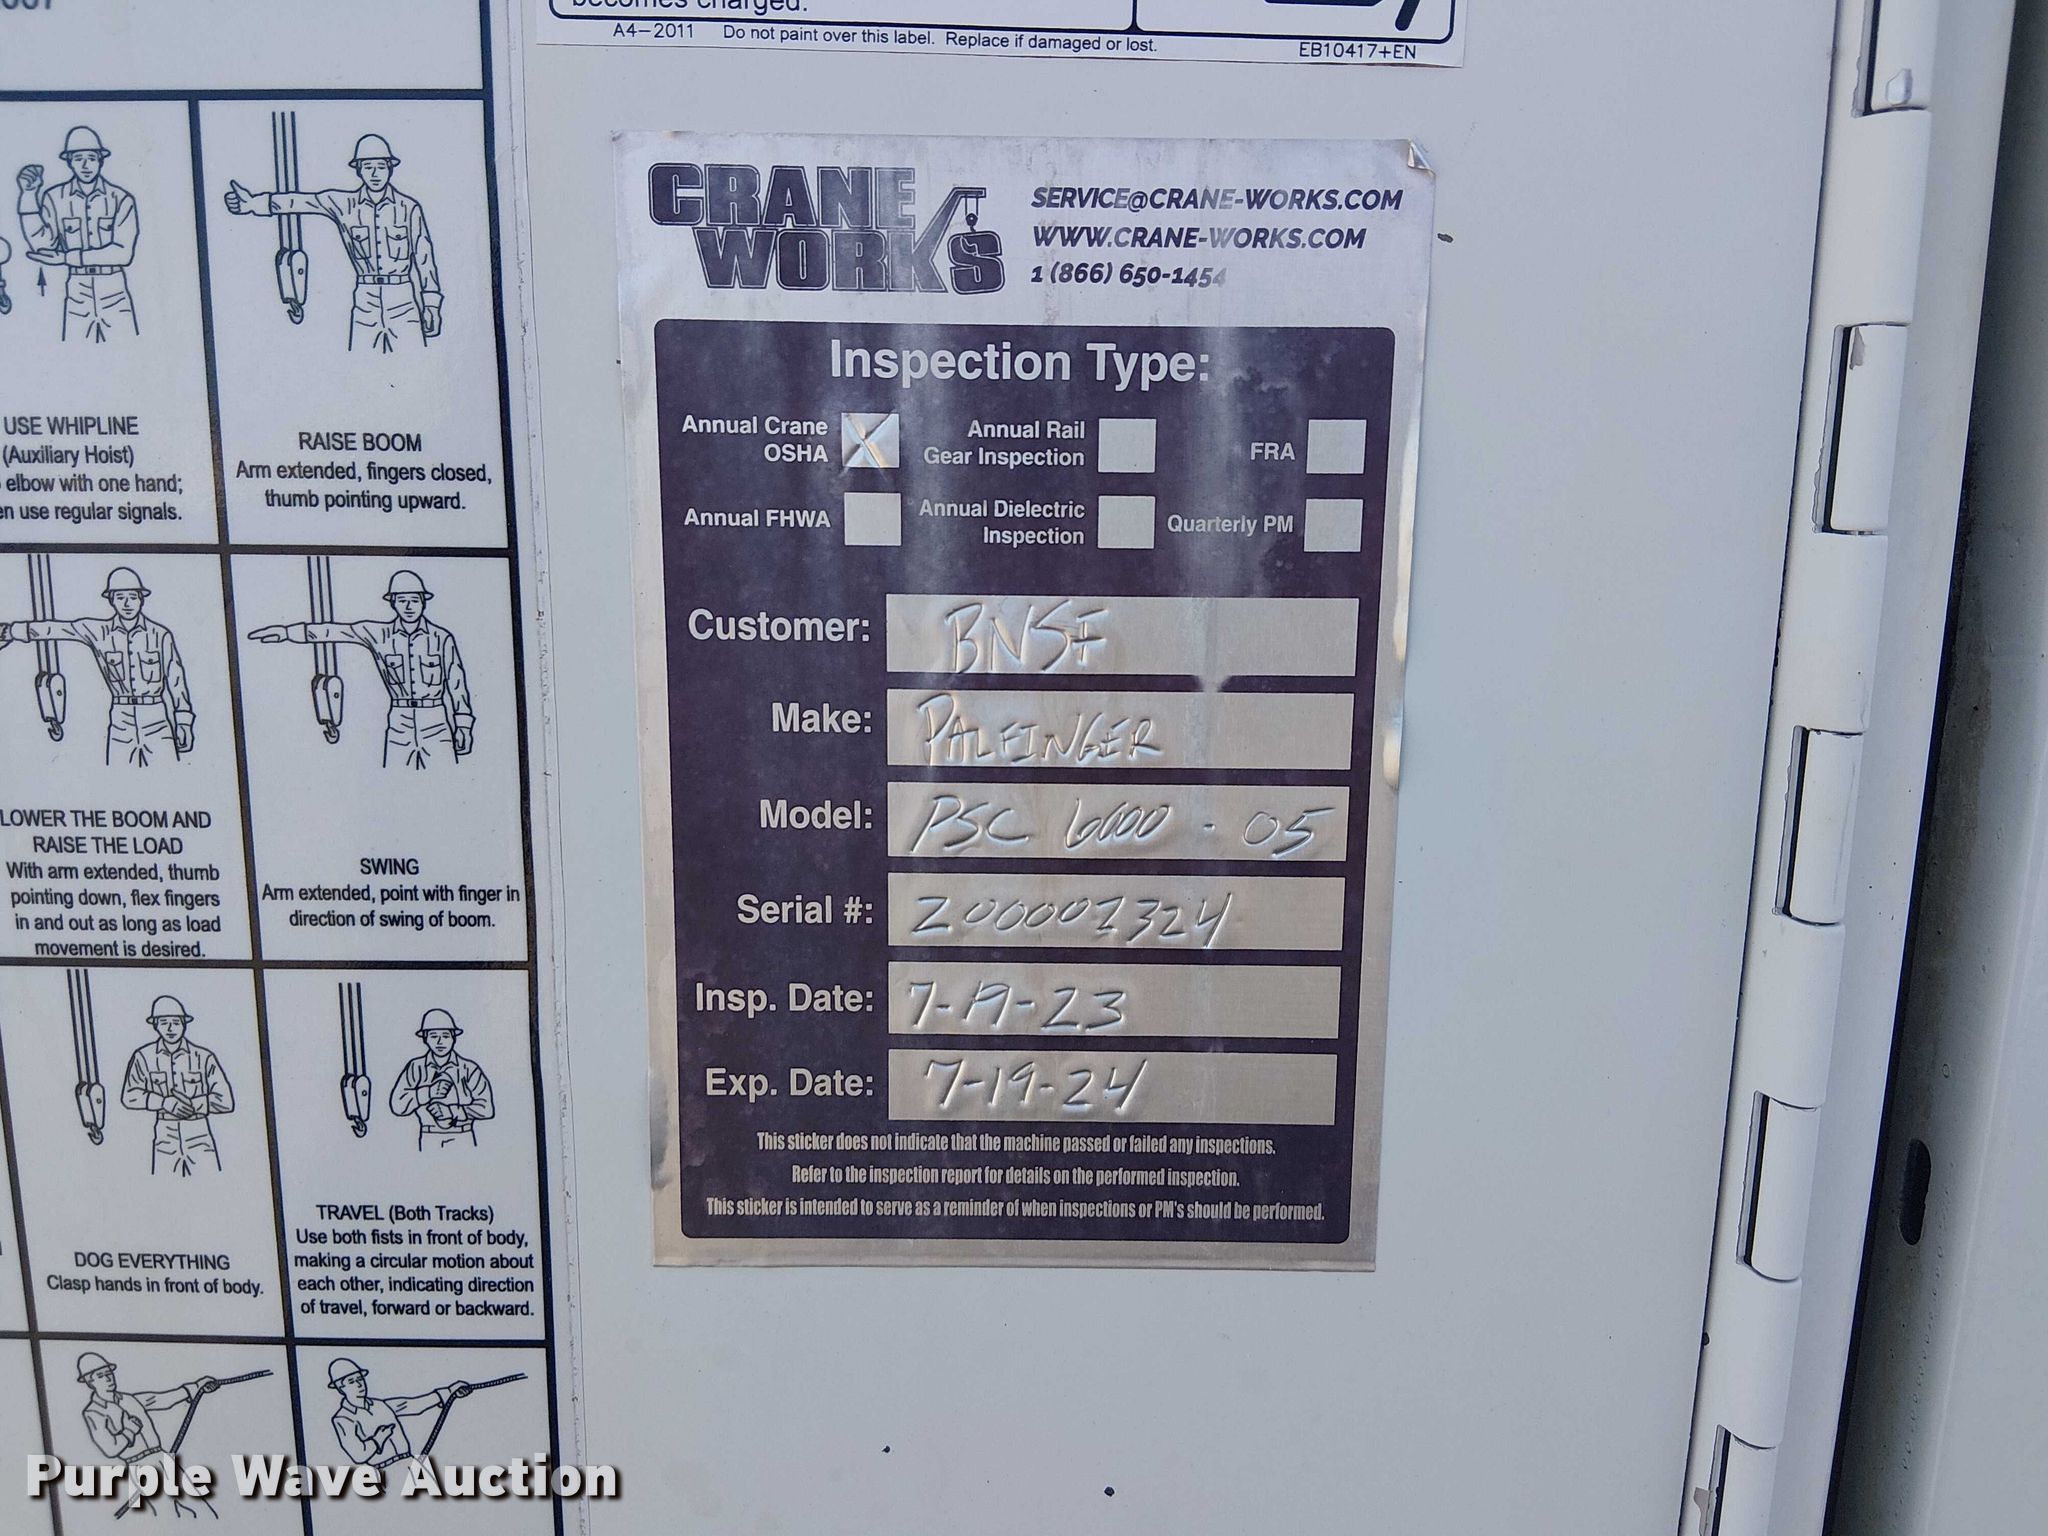 becomes charged.
A4-2011 Do not paint over this label. Replace if damaged or lost. EB10417+EN
USE WHIPLINE
(Auxiliary Hoist)
elbow with one hand;
use regular signals.
RAISE BOOM
Arm extended, fingers closed,
thumb pointing upward.
LOWER THE BOOM AND
RAISE THE LOAD
With arm extended, thumb
pointing down, flex fingers
in and out as long as load
movement is desired.
SWING
Arm extended, point with finger in
direction of swing of boom.
DOG EVERYTHING
Clasp hands in front of body.
TRAVEL (Both Tracks)
Use both fists in front of body,
making a circular motion about
each other, indicating direction
of travel, forward or backward.
CRANE
WORKS
SERVICE@CRANE-WORKS.COM
WWW.CRANE-WORKS.COM
1 (866) 650-1454
Inspection Type:
Annual Crane
OSHA X
Annual Rail
Gear Inspection
FRA
Annual FHWA
Annual Dielectric
Inspection
Quarterly PM
Customer: BNSF
Make: PALFINGER
Model: PSC 6000 - 05
Serial #: 200002324
Insp. Date: 7-19-23
Exp. Date: 7-19-24
This sticker does not indicate that the machine passed or failed any inspections.
Refer to the inspection report for details on the performed inspection.
This sticker is intended to serve as a reminder of when inspections or PM's should be performed.
Purple Wave Auction